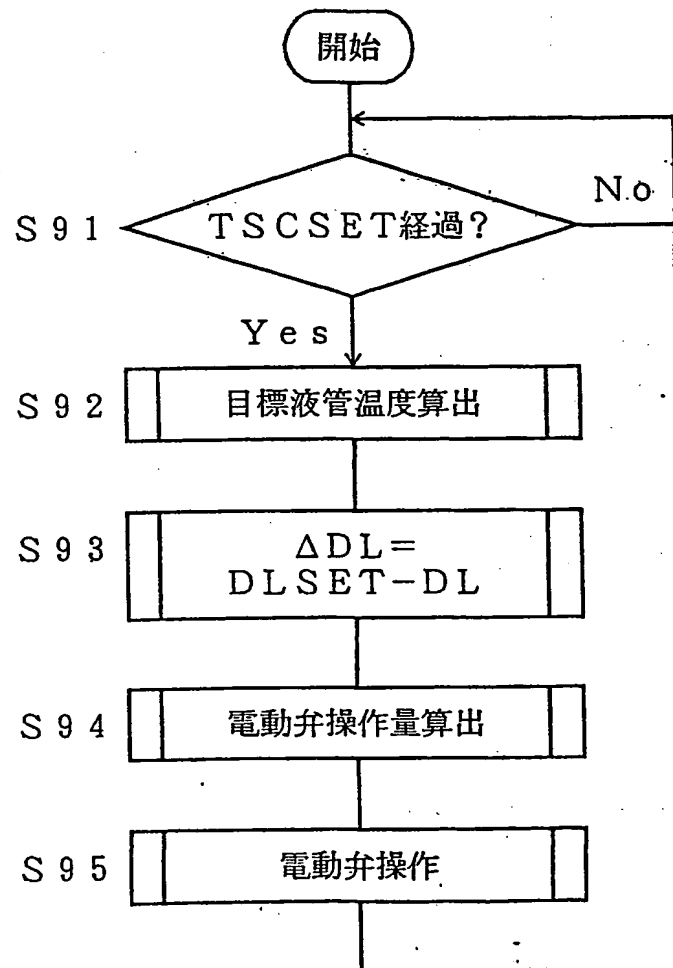 開始
No
S91 TSCSET経過?
Yes
S92 目標液管温度算出
S93 ΔDL=
DLSET-DL
S94 電動弁操作量算出
S95 電動弁操作